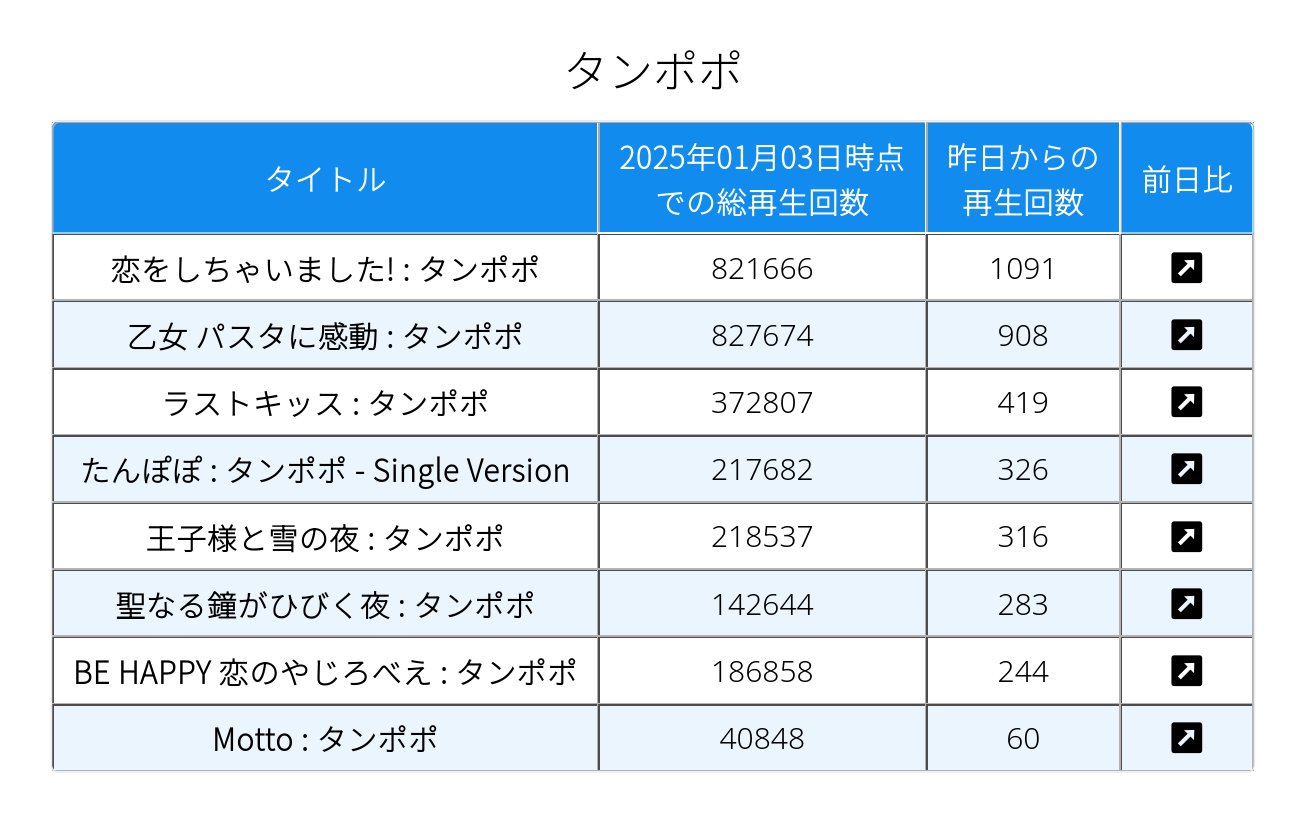 タンポポ
タイトル 2025年01月03日時点 昨日からの 前日比
での総再生回数 再生回数
恋をしちゃいました! : タンポポ 821666 1091
乙女 パスタに感動 : タンポポ 827674 908
ラストキッス : タンポポ 372807 419
たんぽぽ : タンポポ - Single Version 217682 326
王子様と雪の夜 : タンポポ 218537 316
聖なる鐘がひびく夜 : タンポポ 142644 283
BE HAPPY 恋のやじろべえ : タンポポ 186858 244
Motto : タンポポ 40848 60